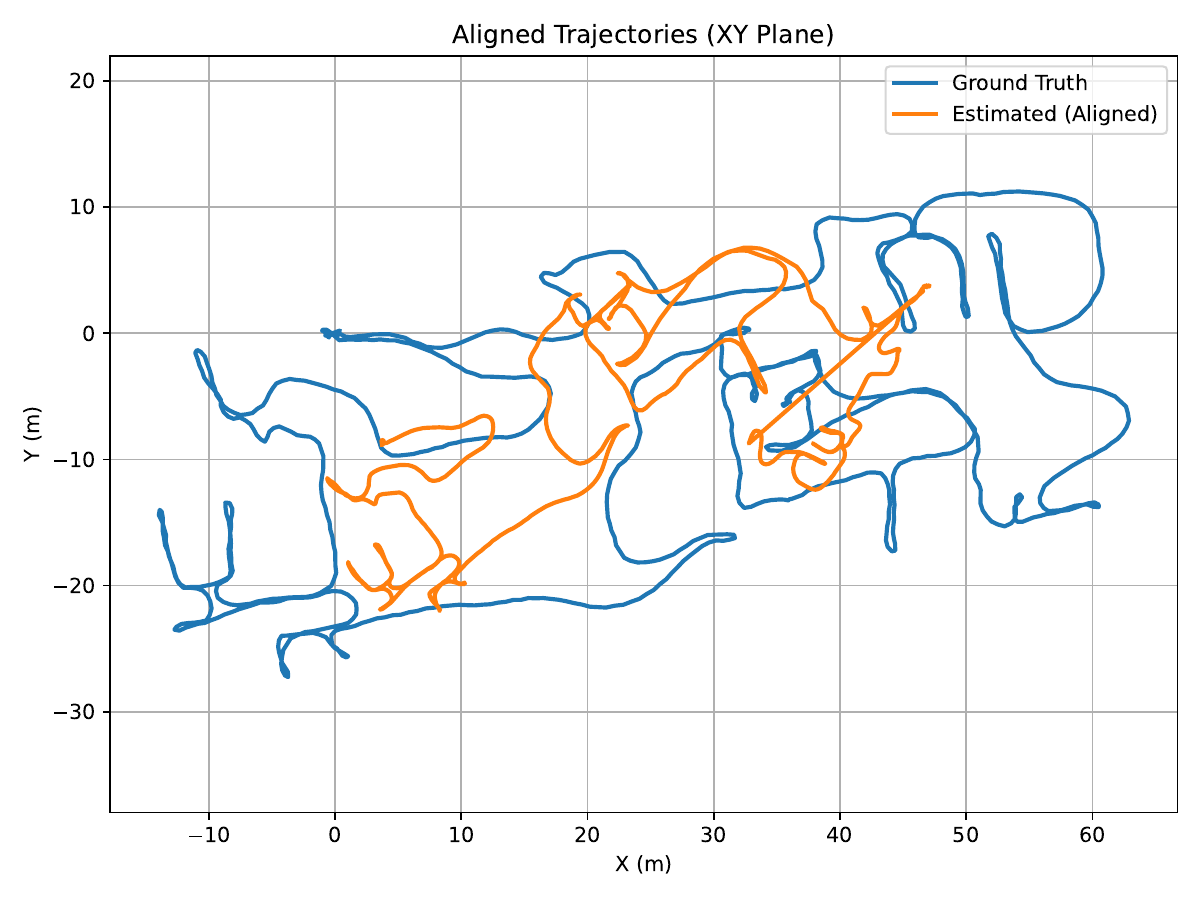 Aligned Trajectories (XY Plane)
Ground Truth
Estimated (Aligned)
20
10
0
−10
−20
−30
Y (m)
−10 0 10 20 30 40 50 60
X (m)